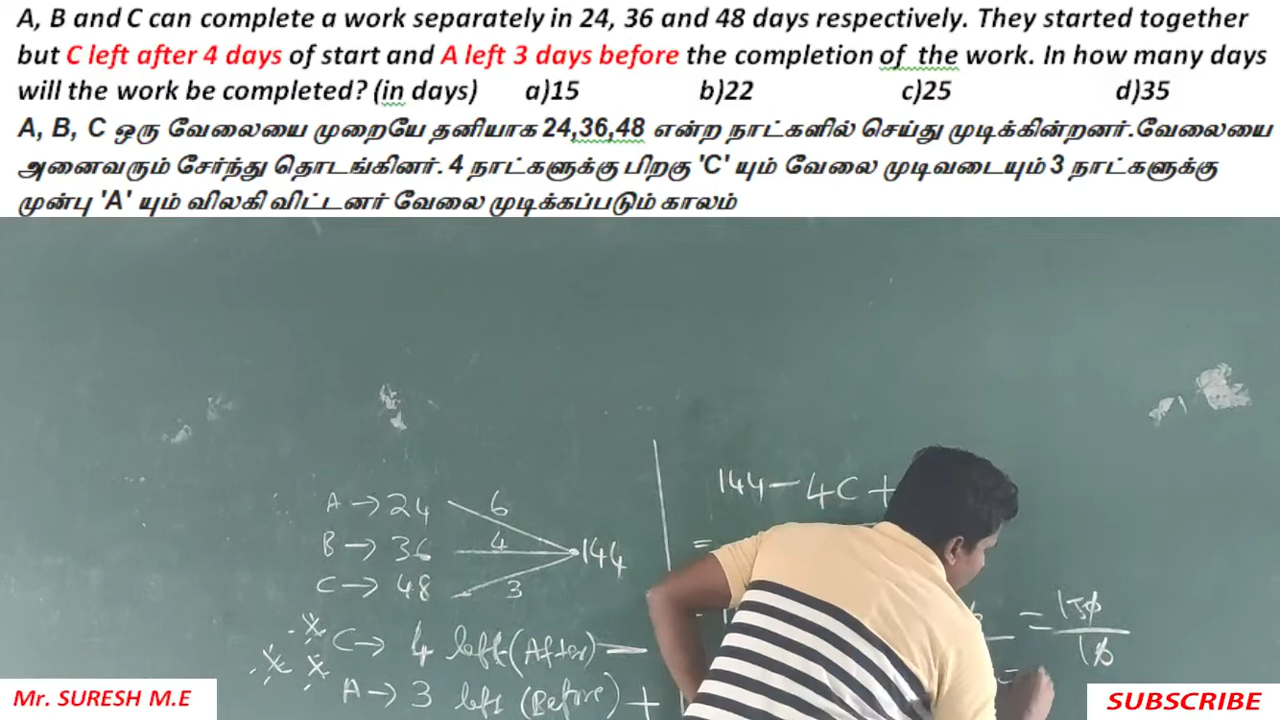 A, B and C can complete a work separately in 24, 36 and 48 days respectively. They started together
but C left after 4 days of start and A left 3 days before the completion of the work. In how many days
will the work be completed? (in days) a)15 b)22 c)25 d)35
A, B, C ஒரு வேலையை முறையே தனியாக 24,36,48 என்ற நாட்களில் செய்து முடிக்கின்றனர்.வேலையை
அனைவரும் சேர்ந்து தொடங்கினர். 4 நாட்களுக்கு பிறகு 'C' யும் வேலை முடிவடையும் 3 நாட்களுக்கு
முன்பு 'A' யும் விலகி விட்டனர் வேலை முடிக்கப்படும் காலம்
A → 24 6
B → 36 4 144
C → 48 3
C → 4 left (After) −
A → 3 left (Before) +
144 − 4C +
=
= 150
10
=
Mr. SURESH M.E
SUBSCRIBE